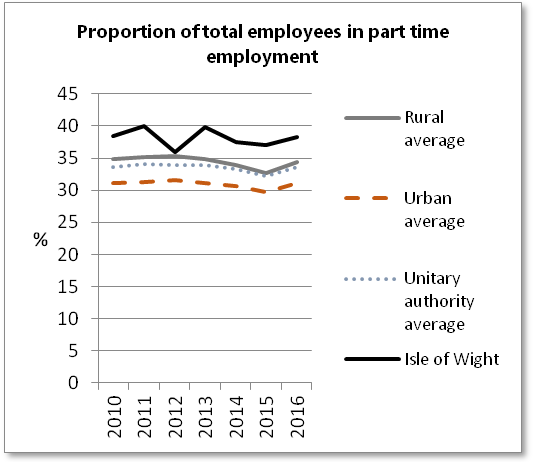 Proportion of total employees in part time
employment
45
40
35
30
25
20
15
10
5
0
%
2010
2011
2012
2013
2014
2015
2016
Rural
average
Urban
average
Unitary
authority
average
Isle of Wight